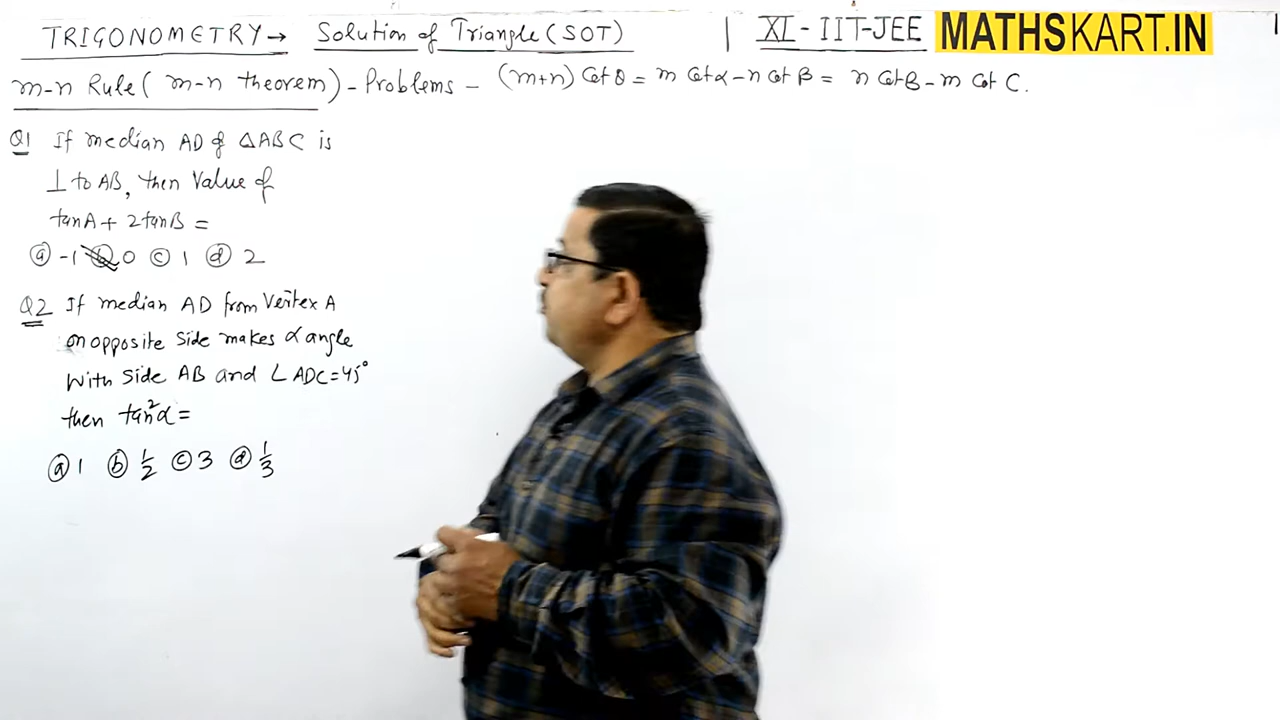 TRIGONOMETRY → Solution of Triangle (SOT) | XI - IIT-JEE MATHSKART.IN
m-n Rule ( m-n theorem) - Problems - (m+n) Cot θ = m Cot α - n Cot β = n Cot B - m Cot C.
Q1 If median AD of △ABC is
⊥ to AB, then Value of
tanA + 2tanB =
ⓐ -1 ⓑ 0 ⓒ 1 ⓓ 2
Q2 If median AD from Vertex A
on opposite Side makes α angle
With Side AB and ∠ADC = 45°
then tan²α =
ⓐ 1 ⓑ 1/2 ⓒ 3 ⓓ 1/3